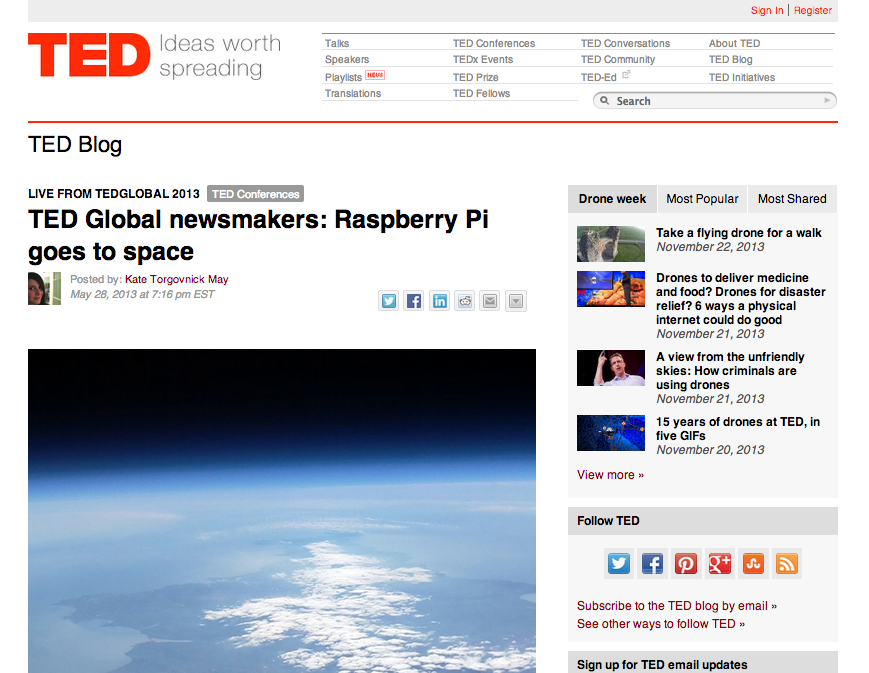 Sign In | Register
TED Ideas worth
spreading
Talks
Speakers
Playlists NEW!
Translations
TED Conferences
TEDx Events
TED Prize
TED Fellows
TED Conversations
TED Community
TED-Ed
About TED
TED Blog
TED Initiatives
Search
TED Blog
LIVE FROM TEDGLOBAL 2013 TED Conferences
TED Global newsmakers: Raspberry Pi
goes to space
Posted by: Kate Torgovnick May
May 28, 2013 at 7:16 pm EST
Drone week Most Popular Most Shared
Take a flying drone for a walk
November 22, 2013
Drones to deliver medicine
and food? Drones for disaster
relief? 6 ways a physical
internet could do good
November 21, 2013
A view from the unfriendly
skies: How criminals are
using drones
November 21, 2013
15 years of drones at TED, in
five GIFs
November 20, 2013
View more »
Follow TED
Subscribe to the TED blog by email »
See other ways to follow TED »
Sign up for TED email updates